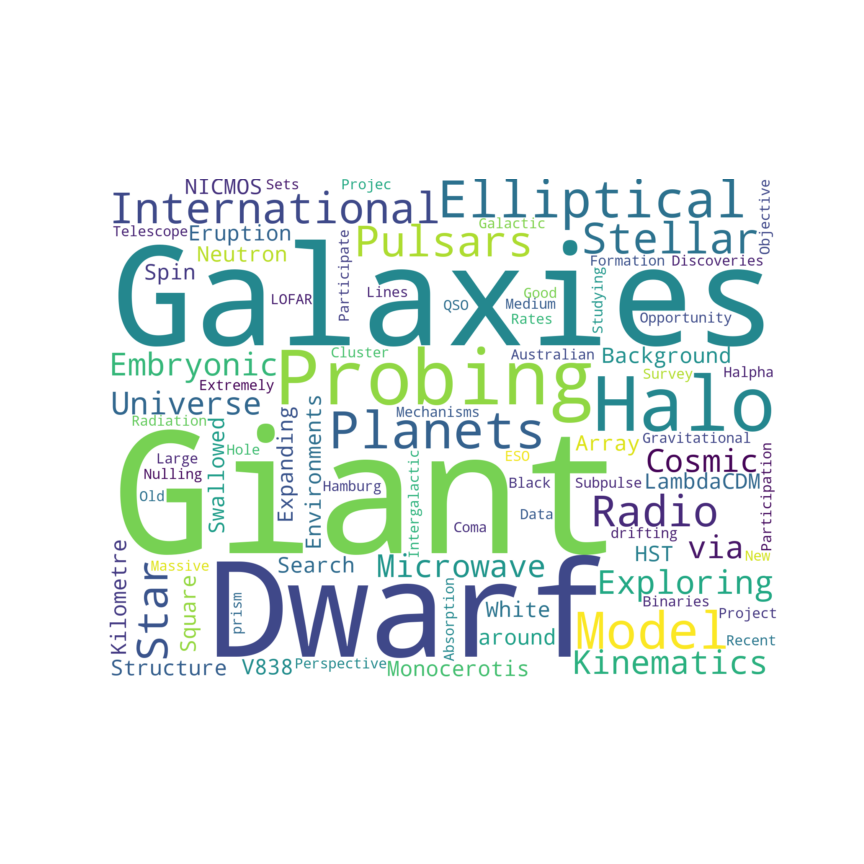 NICMOS
Sets
Projec
International
Elliptical
Objective
Telescope
Eruption
Participate
Pulsars
Galactic
Stellar
Neutron
Spin
Galaxies
Formation
Discoveries
LOFAR
Lines
QSO
Good
Medium
Rates
Studying
Opportunity
Embryonic
Cluster
Probing
Australian
Background
Extremely
Survey
Halpha
Universe
Expanding
Environments
Planets
Mechanisms
Halo
Radiation
Swallowed
Hole
Giant
Array
Gravitational
Large
Nulling
Intergalactic
ESO
Cosmic
Participation
Old
Hamburg
Black
Subpulse
LambdaCDM
Data
Radio
Coma
drifting
via
Kilometre
Star
Massive
Square
Search
Dwarf
Microwave
HST
New
Exploring
prism
Absorption
White
Binaries
Project
around
Model
Recent
Structure
V838
Perspective
Monocerotis
Kinematics